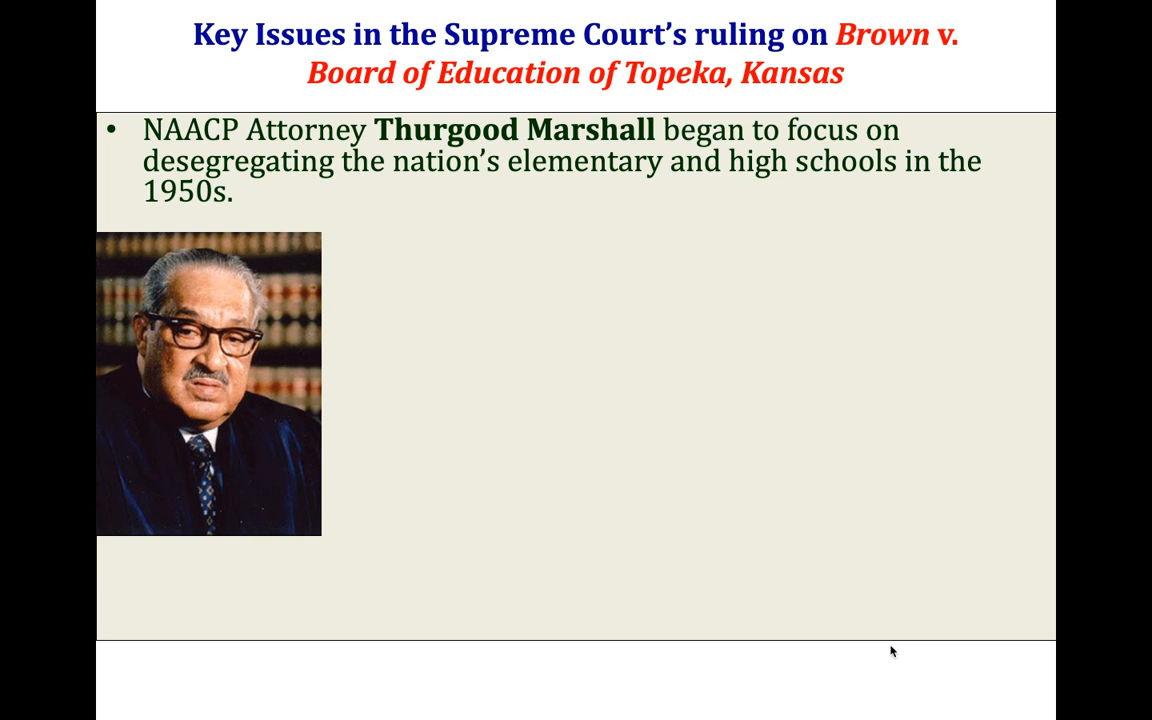 Key Issues in the Supreme Court’s ruling on Brown v.
Board of Education of Topeka, Kansas
• NAACP Attorney Thurgood Marshall began to focus on
desegregating the nation’s elementary and high schools in the
1950s.